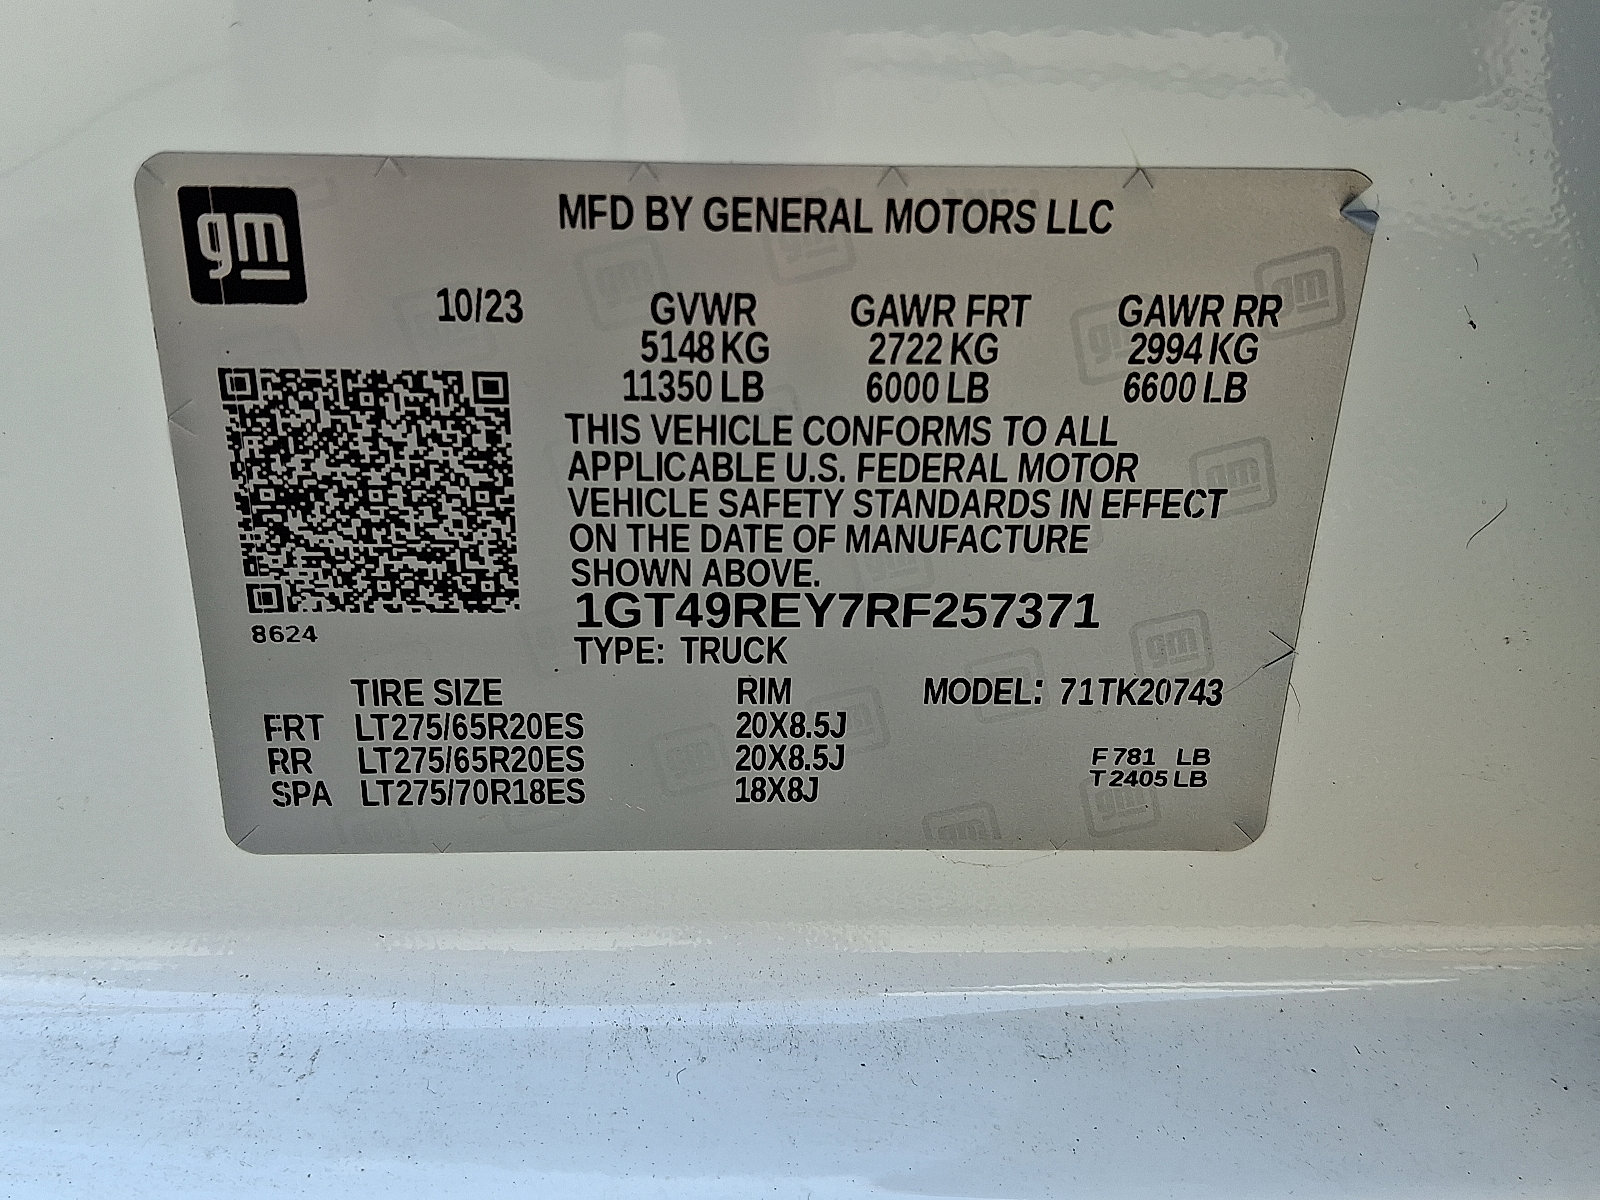 gm
MFD BY GENERAL MOTORS LLC
10/23 GVWR GAWR FRT GAWR RR
5148 KG 2722 KG 2994 KG
11350 LB 6000 LB 6600 LB
THIS VEHICLE CONFORMS TO ALL
APPLICABLE U.S. FEDERAL MOTOR
VEHICLE SAFETY STANDARDS IN EFFECT
ON THE DATE OF MANUFACTURE
SHOWN ABOVE.
1GT49REY7RF257371
8624
TYPE: TRUCK
TIRE SIZE RIM MODEL: 71TK20743
FRT LT275/65R20ES 20X8.5J
RR LT275/65R20ES 20X8.5J
SPA LT275/70R18ES 18X8J
F 781 LB
T 2405 LB